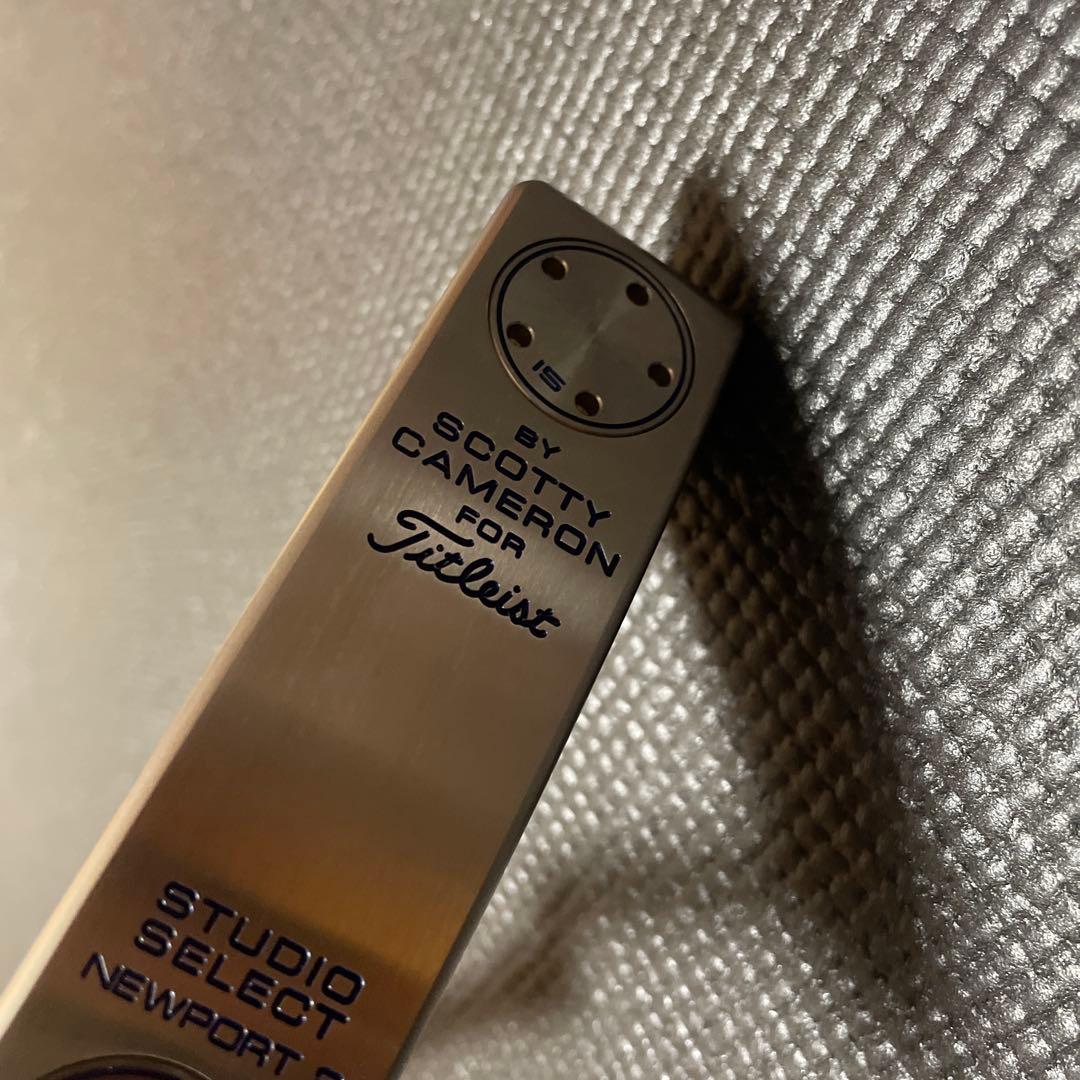 15
BY
SCOTTY
CAMERON
FOR
Titleist
STUDIO
SELECT
NEWPORT